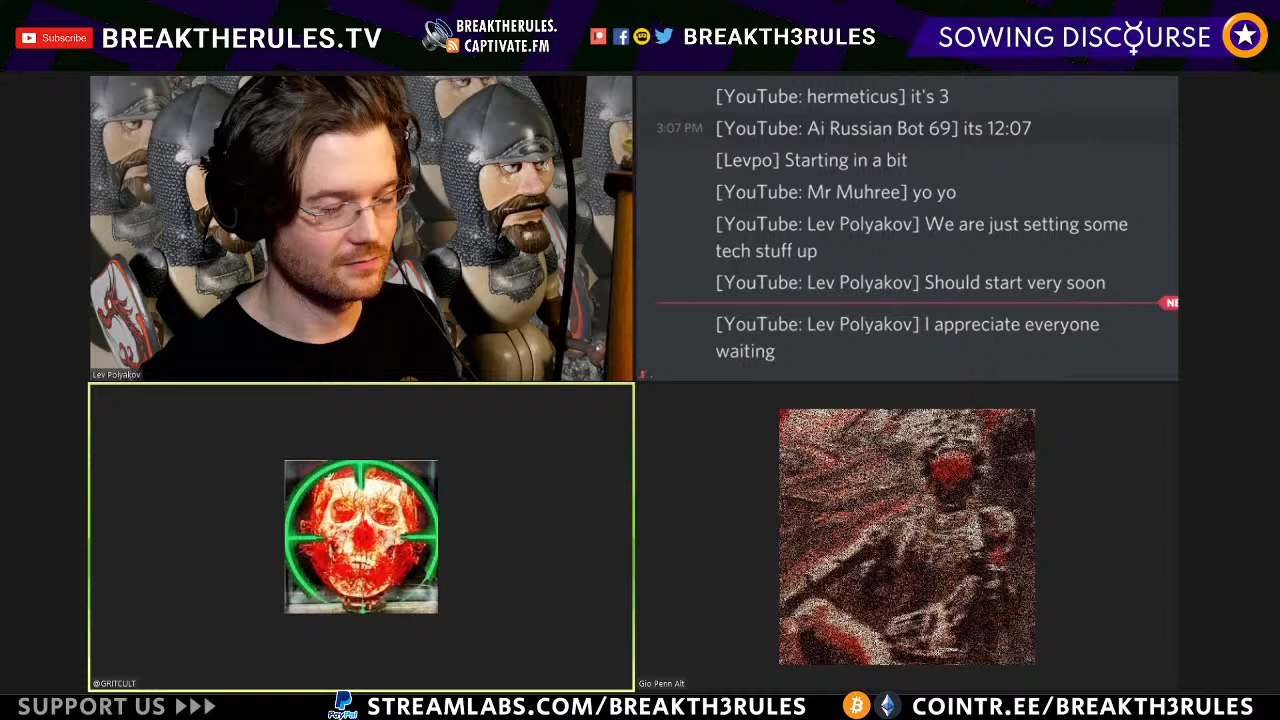 Subscribe
BREAKTHERULES.TV
BREAKTHERULES.
CAPTIVATE.FM
BREAKTH3RULES
SOWING DISCOURSE
[YouTube: hermeticus] it's 3
3:07 PM [YouTube: Ai Russian Bot 69] its 12:07
[Levpo] Starting in a bit
[YouTube: Mr Muhree] yo yo
[YouTube: Lev Polyakov] We are just setting some
tech stuff up
[YouTube: Lev Polyakov] Should start very soon
NE
[YouTube: Lev Polyakov] I appreciate everyone
waiting
Lev Polyakov
@GRITCULT
Gio Penn Alt
SUPPORT US
PayPal
STREAMLABS.COM/BREAKTH3RULES
COINTR.EE/BREAKTH3RULES